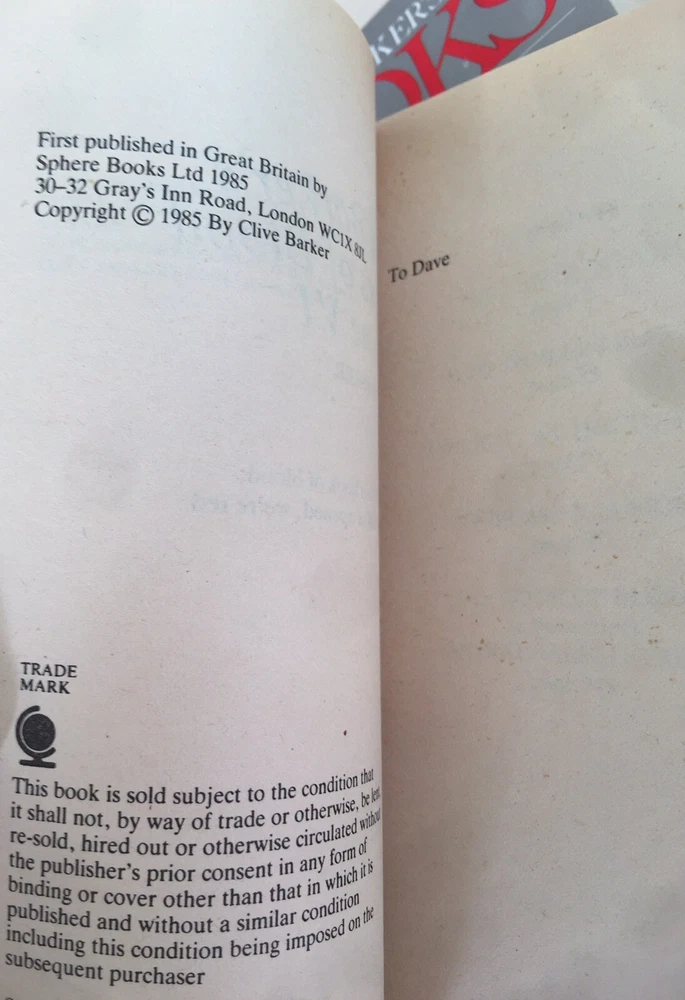 KERS
OKS
First published in Great Britain by
Sphere Books Ltd 1985
30–32 Gray's Inn Road, London WC1X 8JL
Copyright © 1985 By Clive Barker
To Dave
TRADE
MARK
This book is sold subject to the condition that
it shall not, by way of trade or otherwise, be lent,
re-sold, hired out or otherwise circulated without
the publisher's prior consent in any form of
binding or cover other than that in which it is
published and without a similar condition
including this condition being imposed on the
subsequent purchaser